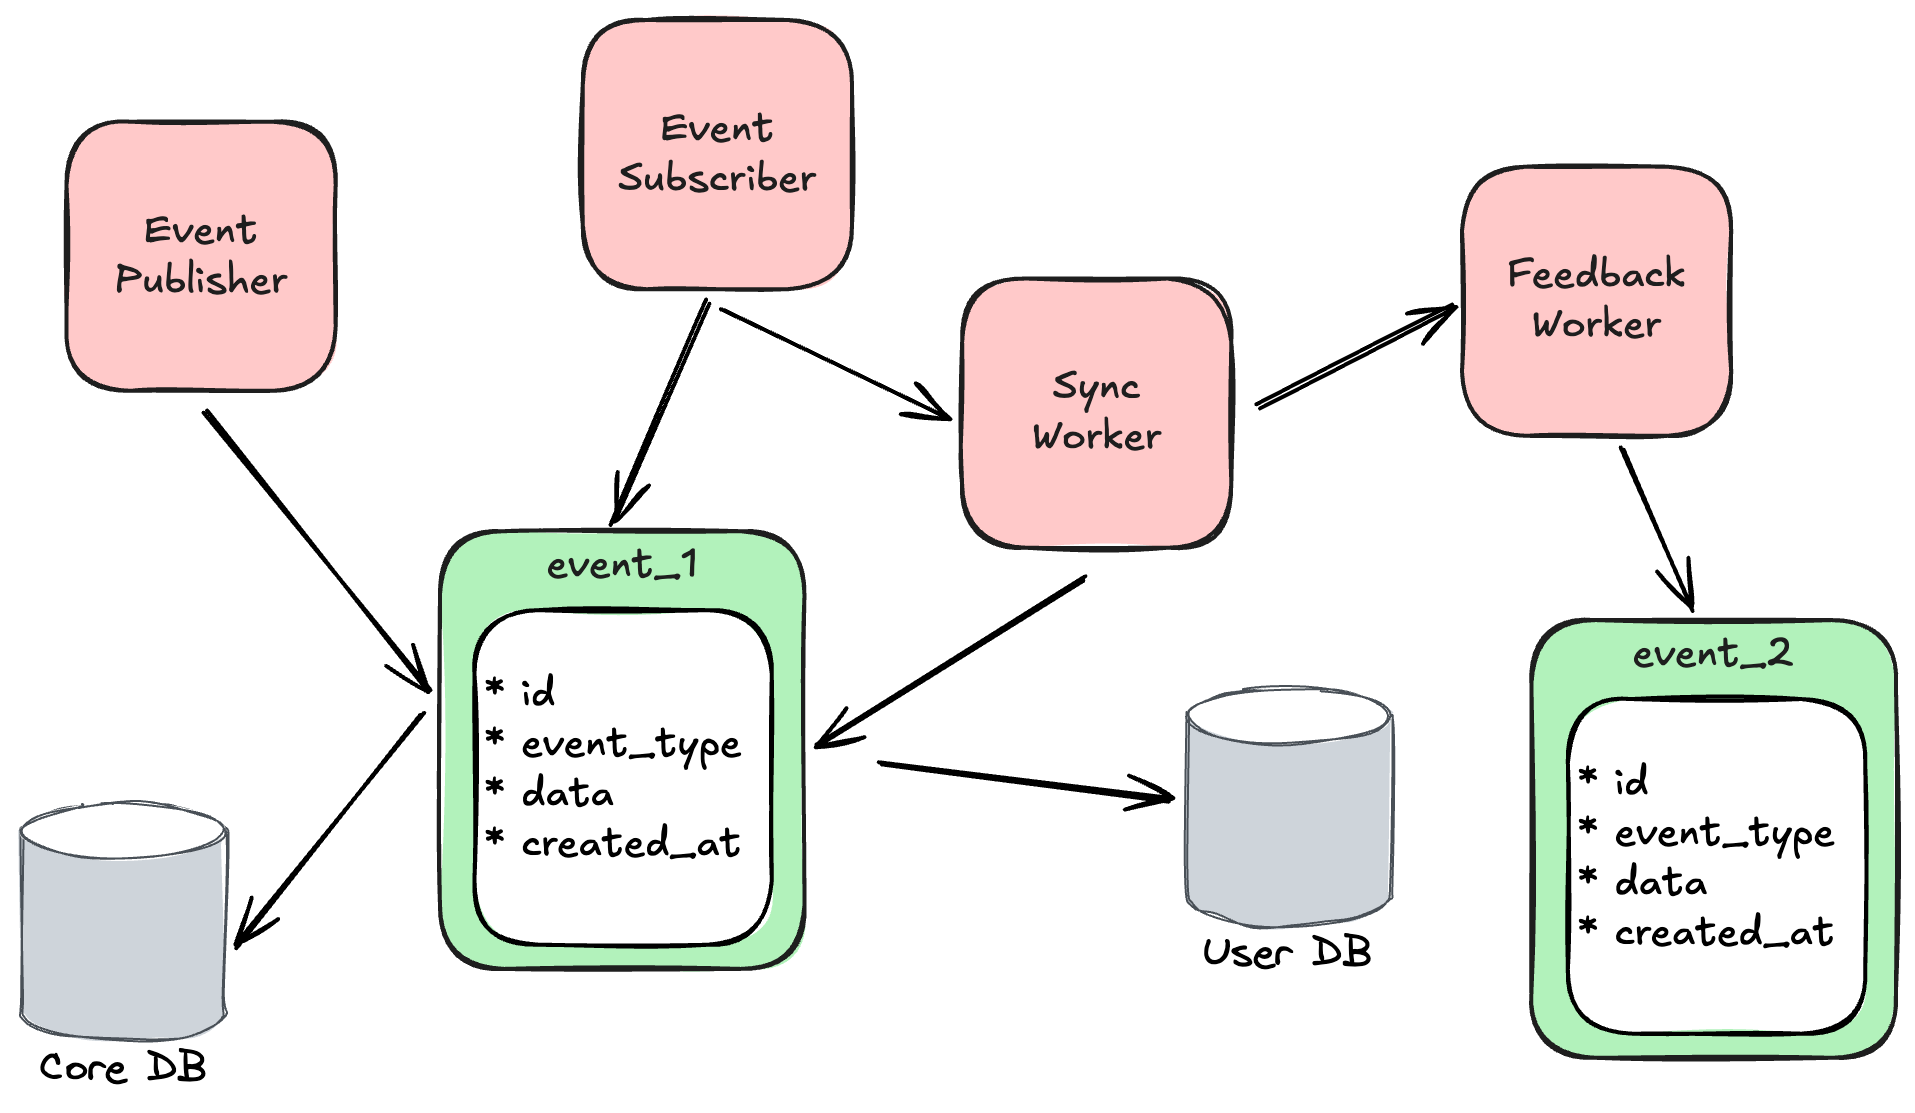 Event
Publisher
Event
Subscriber
Sync
Worker
Feedback
Worker
event_1
* id
* event_type
* data
* created_at
event_2
* id
* event_type
* data
* created_at
Core DB
User DB